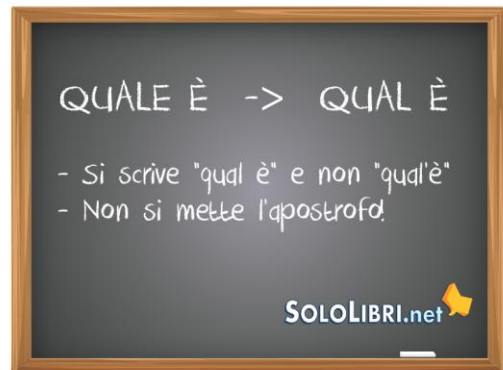 QUALE È -> QUAL È
- Si scrive "qual è" e non "qual'è"
- Non si mette l'apostrofo!
SOLOLIBRI.net